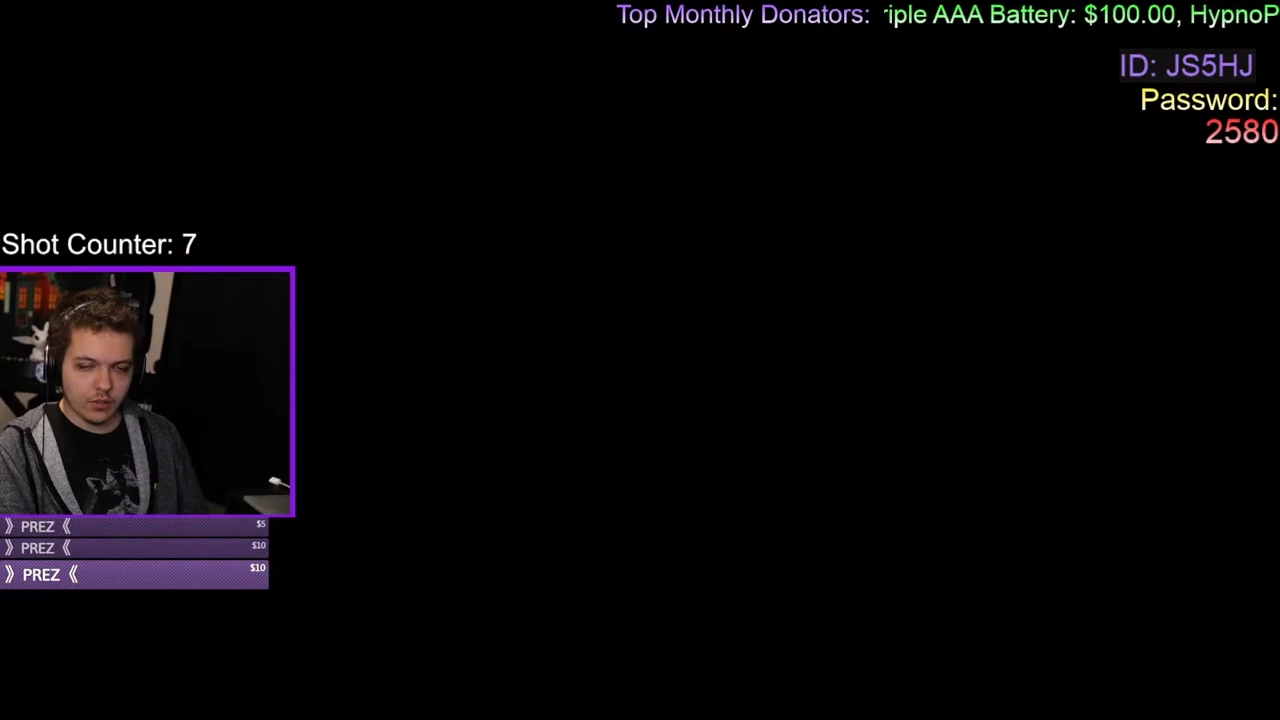 Top Monthly Donators: riple AAA Battery: $100.00, HypnoP
ID: JS5HJ
Password:
2580
Shot Counter: 7
》 PREZ 《 $5
》 PREZ 《 $10
》 PREZ 《 $10